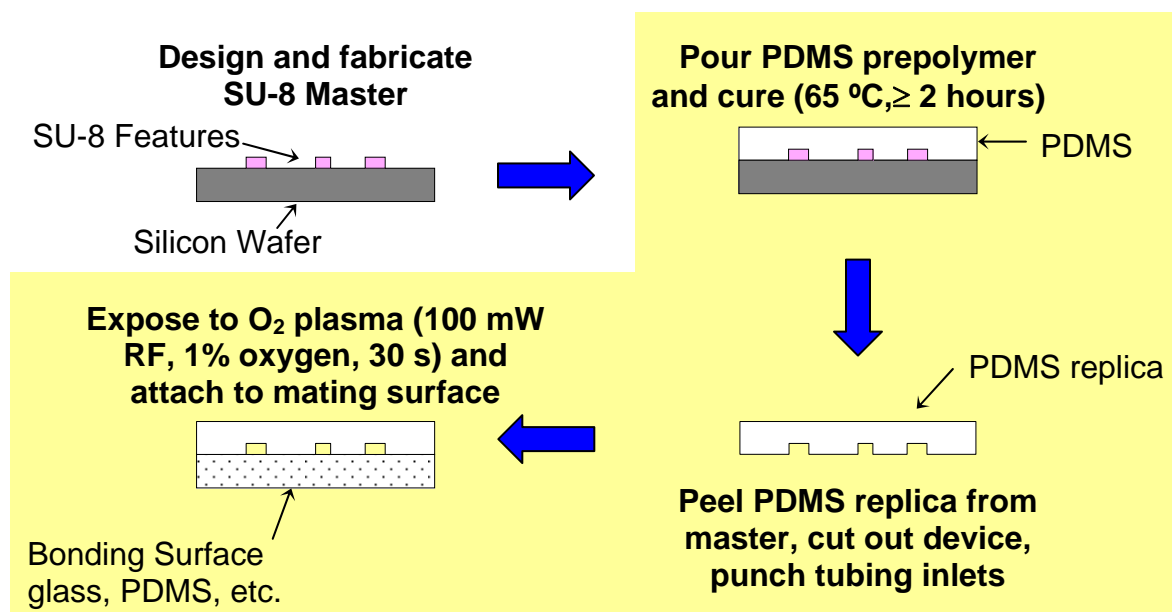 Design and fabricate
SU-8 Master
SU-8 Features
Silicon Wafer
Pour PDMS prepolymer
and cure (65 ºC,≥ 2 hours)
PDMS
PDMS replica
Peel PDMS replica from
master, cut out device,
punch tubing inlets
Expose to O₂ plasma (100 mW
RF, 1% oxygen, 30 s) and
attach to mating surface
Bonding Surface
glass, PDMS, etc.